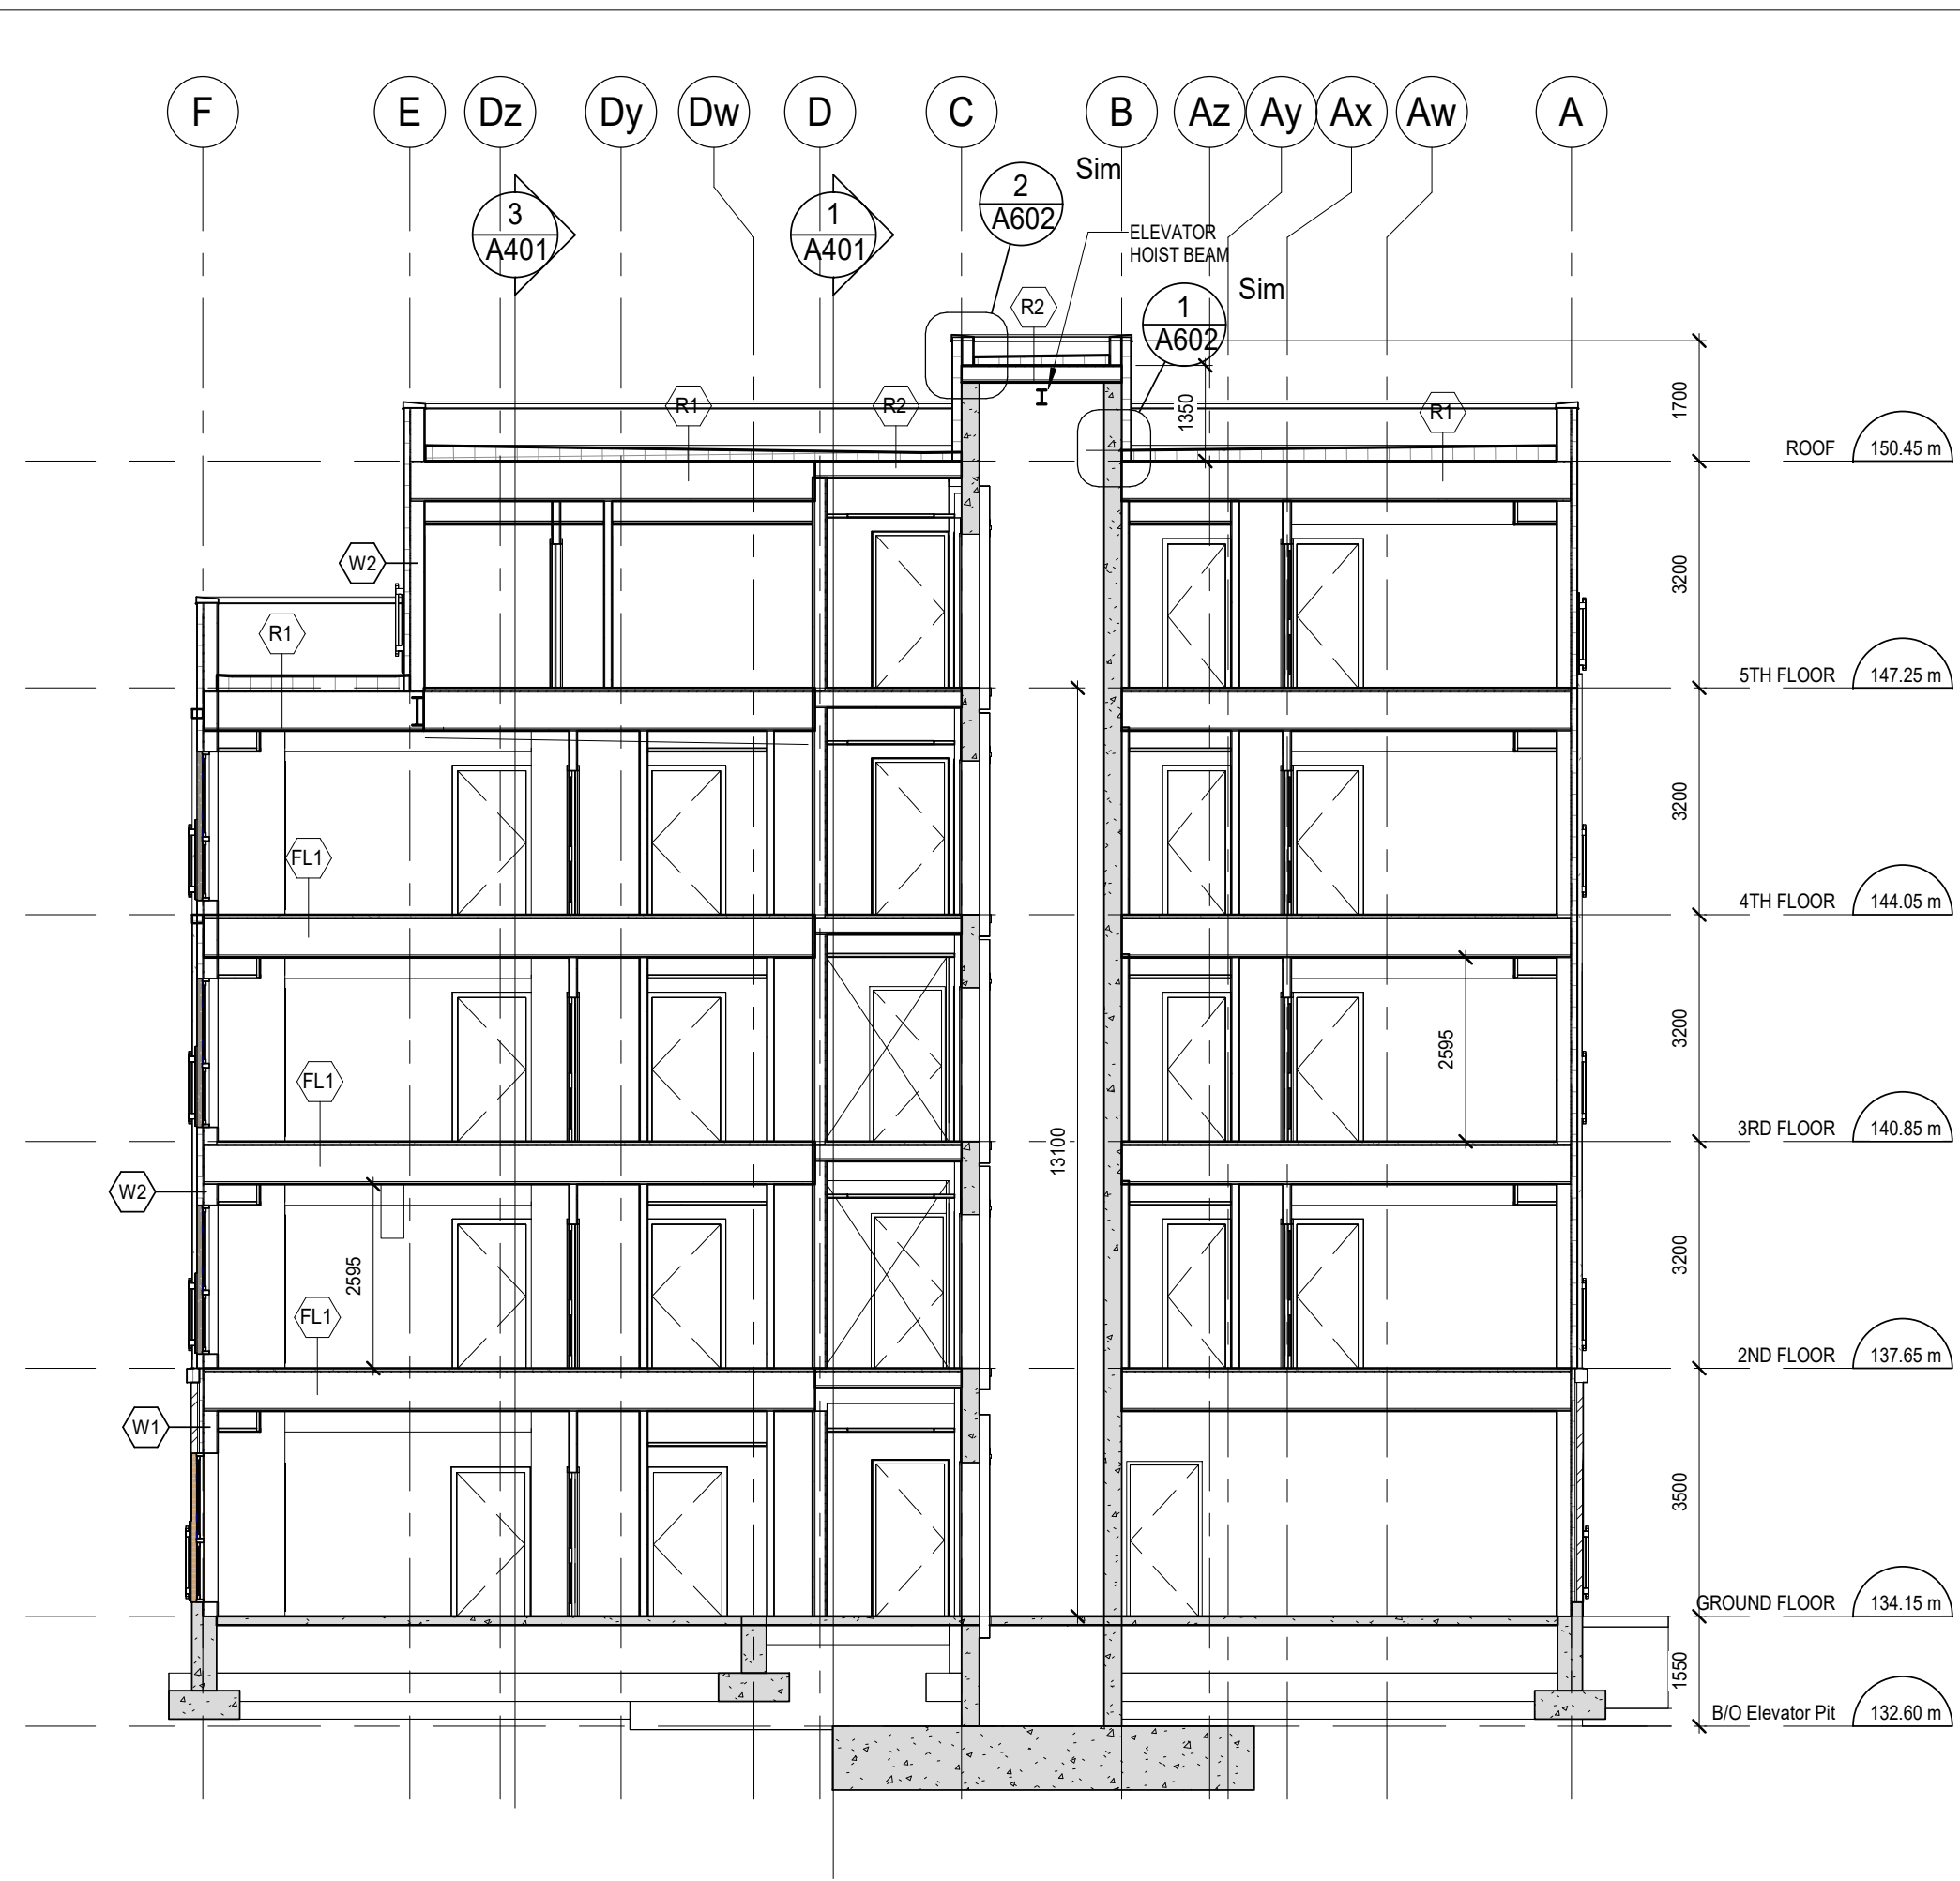 F E Dz Dy Dw D C B Az Ay Ax Aw A
Sim
2
A602
3
A401
1
A401
ELEVATOR
HOIST BEAM
Sim
R2
1
A602
1350
1700
R1
R2
R1
ROOF 150.45 m
W2
3200
R1
5TH FLOOR 147.25 m
3200
FL1
4TH FLOOR 144.05 m
3200
2595
FL1
3RD FLOOR 140.85 m
13100
W2
3200
2595
FL1
2ND FLOOR 137.65 m
W1
3500
GROUND FLOOR 134.15 m
1550
B/O Elevator Pit 132.60 m